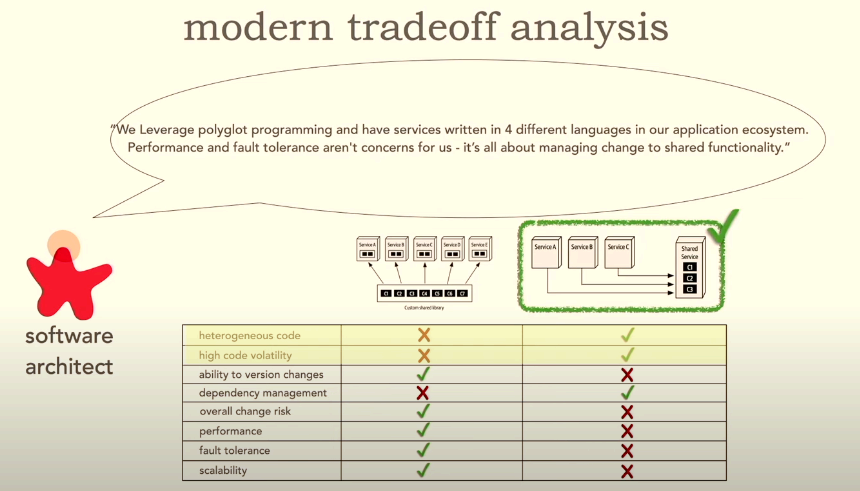 modern tradeoff analysis
“We Leverage polyglot programming and have services written in 4 different languages in our application ecosystem.
Performance and fault tolerance aren't concerns for us - it’s all about managing change to shared functionality.”
software
architect
Service A
Service B
Service C
Service D
Service E
C1 C2 C3 C4 C5 C6 C7
Custom shared library
Service A
Service B
Service C
Shared
Service
C1
C2
C3
heterogeneous code
high code volatility
ability to version changes
dependency management
overall change risk
performance
fault tolerance
scalability